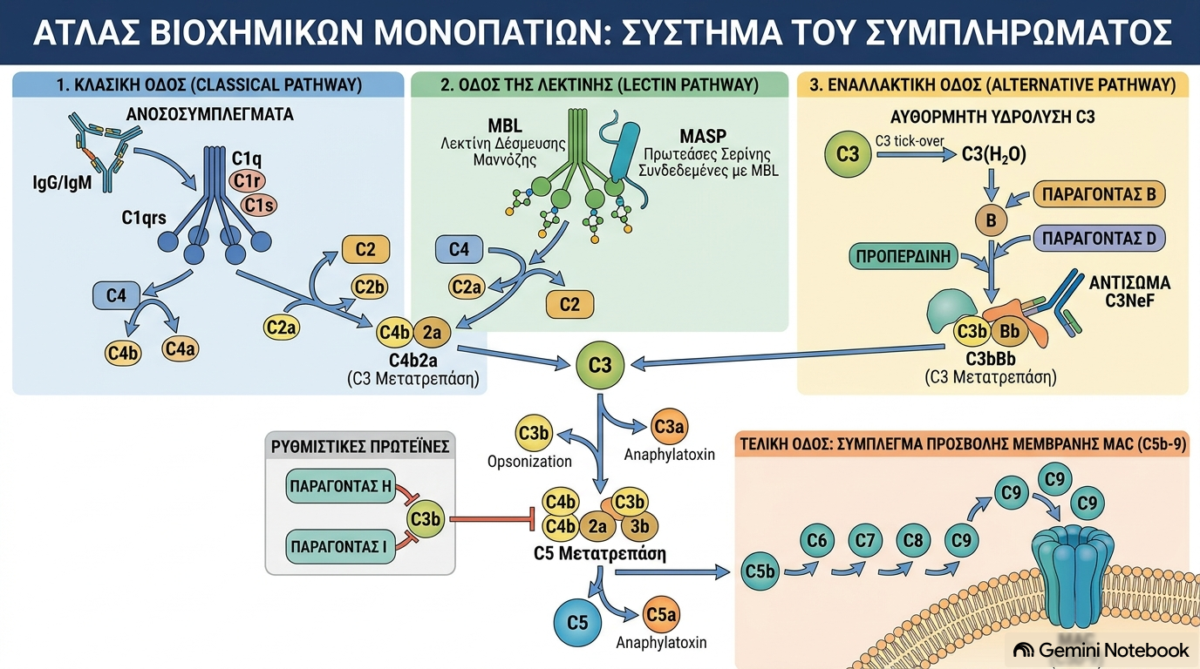 ΑΤΛΑΣ ΒΙΟΧΗΜΙΚΩΝ ΜΟΝΟΠΑΤΙΩΝ: ΣΥΣΤΗΜΑ ΤΟΥ ΣΥΜΠΛΗΡΩΜΑΤΟΣ
1. ΚΛΑΣΙΚΗ ΟΔΟΣ (CLASSICAL PATHWAY)
ΑΝΟΣΟΣΥΜΠΛΕΓΜΑΤΑ
IgG/IgM
C1q
C1r
C1s
C1qrs
C4
C4b
C4a
C2
C2b
C2a
C4b
2a
C4b2a
(C3 Μετατρεπάση)
2. ΟΔΟΣ ΤΗΣ ΛΕΚΤΙΝΗΣ (LECTIN PATHWAY)
MBL
Λεκτίνη Δέσμευσης
Μαννόζης
MASP
Πρωτεάσες Σερίνης
Συνδεδεμένες με MBL
C4
C2a
C2
3. ΕΝΑΛΛΑΚΤΙΚΗ ΟΔΟΣ (ALTERNATIVE PATHWAY)
ΑΥΘΟΡΜΗΤΗ ΥΔΡΟΛΥΣΗ C3
C3
C3 tick-over
C3(H₂O)
B
ΠΑΡΑΓΟΝΤΑΣ B
ΠΑΡΑΓΟΝΤΑΣ D
ΠΡΟΠΕΡΔΙΝΗ
ΑΝΤΙΣΩΜΑ
C3NeF
C3b
Bb
C3bBb
(C3 Μετατρεπάση)
C3
C3b
Opsonization
C3a
Anaphylatoxin
ΡΥΘΜΙΣΤΙΚΕΣ ΠΡΩΤΕΪΝΕΣ
ΠΑΡΑΓΟΝΤΑΣ H
ΠΑΡΑΓΟΝΤΑΣ I
C3b
C4b
C3b
C4b
2a
3b
C5 Μετατρεπάση
C5
C5a
Anaphylatoxin
ΤΕΛΙΚΗ ΟΔΟΣ: ΣΥΜΠΛΕΓΜΑ ΠΡΟΣΒΟΛΗΣ ΜΕΜΒΡΑΝΗΣ MAC (C5b-9)
C5b
C6
C7
C8
C9
C9
C9
C9
MAC
Gemini Notebook